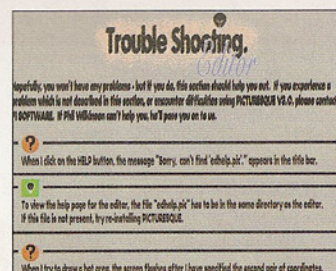 Trouble Shooting.
Editor
Hopefully, you won't have any problems - but if you do, this section should help you out. If you experience a
problem which is not described in this section, or encounter difficulties using PICTURESQUE V2.0, please contact
SOFTWARE. If Phil Wilkinson can't help you, he'll pass you on to us.
?
When I click on the HELP button, the message "Sorry, can't find 'edhelp.pic'." appears in the title bar.
To view the help page for the editor, the file "edhelp.pic" has to be in the same directory as the editor.
If this file is not present, try re-installing PICTURESQUE.
?
When I try to draw a hot area, the screen flashes after I have specified the second pair of coordinates.